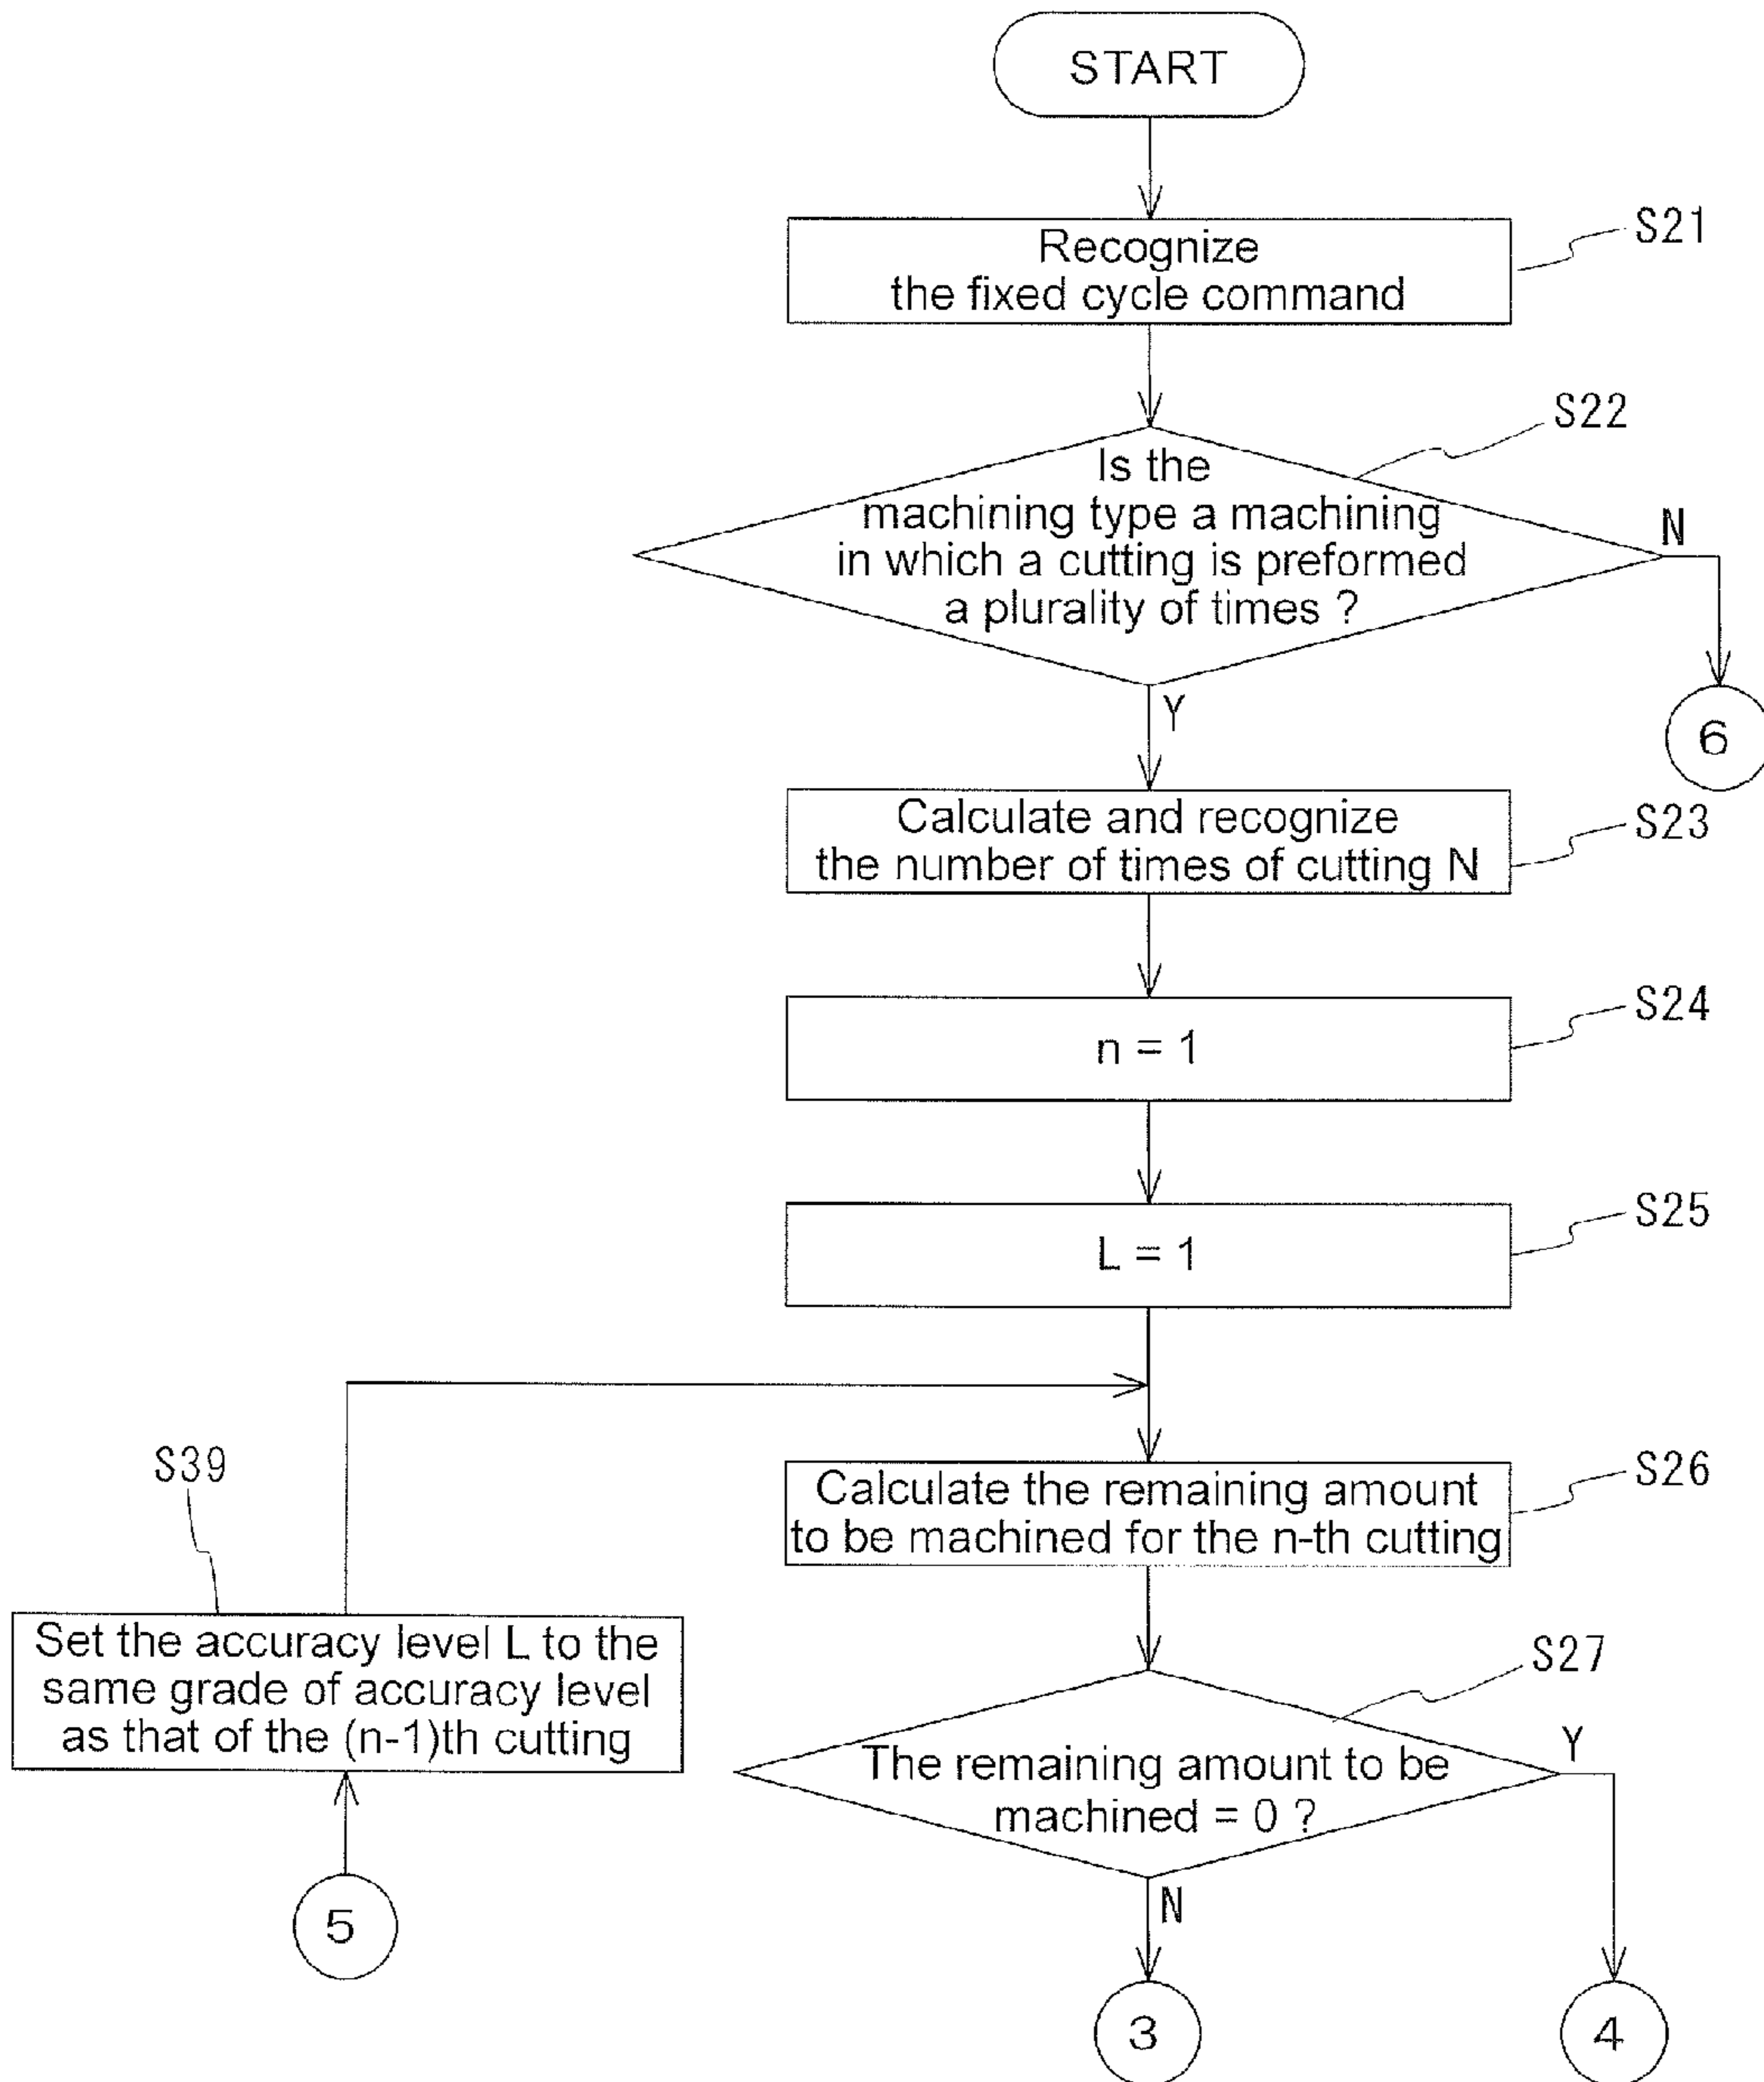 START
S21
Recognize
the fixed cycle command
S22
Is the
machining type a machining
in which a cutting is preformed
a plurality of times ?
N
Y
6
Calculate and recognize
the number of times of cutting N
S23
n = 1
S24
L = 1
S25
S39
Calculate the remaining amount
to be machined for the n-th cutting
S26
Set the accuracy level L to the
same grade of accuracy level
as that of the (n-1)th cutting
S27
The remaining amount to be
machined = 0 ?
Y
N
5
3
4